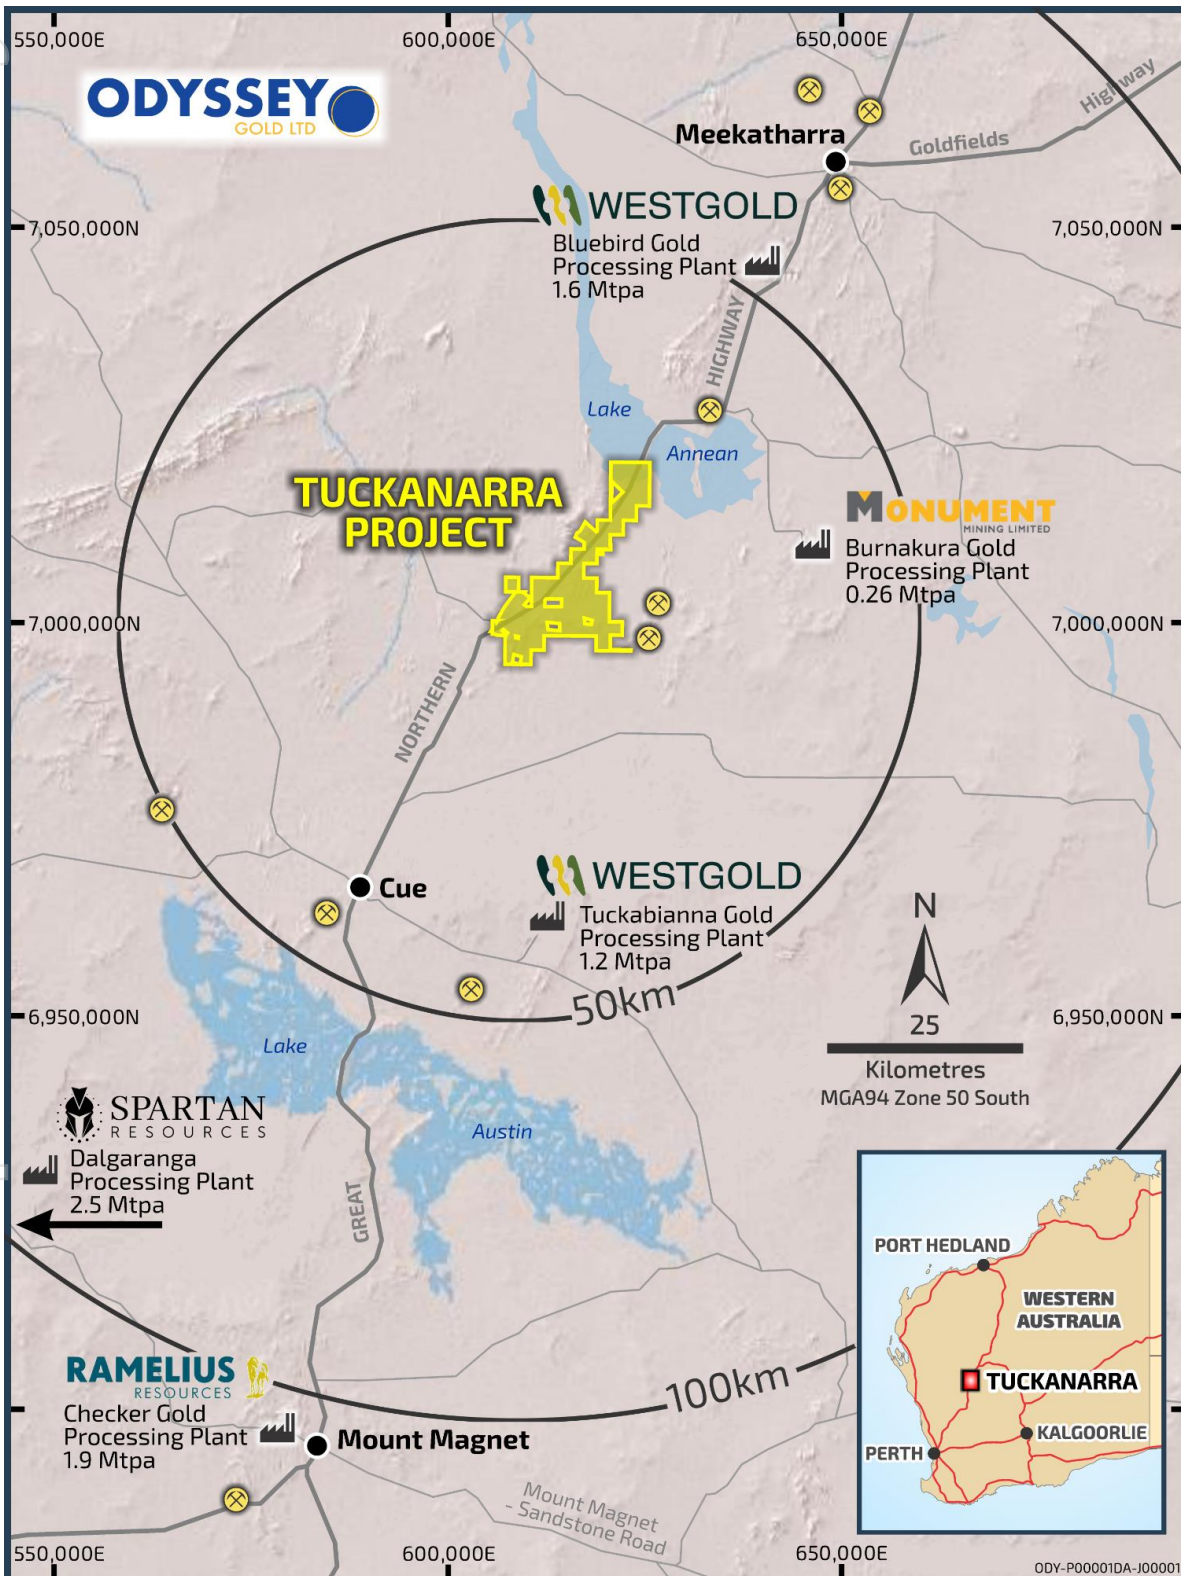 550,000E
600,000E
650,000E
ODYSSEY
GOLD LTD
Highway
Goldfields
Meekatharra
WESTGOLD
Bluebird Gold
Processing Plant
1.6 Mtpa
7,050,000N
7,050,000N
HIGHWAY
Lake
Annean
TUCKANARRA
PROJECT
MONUMENT
MINING LIMITED
Burnakura Gold
Processing Plant
0.26 Mtpa
7,000,000N
7,000,000N
NORTHERN
Cue
WESTGOLD
Tuckabianna Gold
Processing Plant
1.2 Mtpa
50km
N
25
Kilometres
MGA94 Zone 50 South
6,950,000N
6,950,000N
Lake
Austin
SPARTAN
RESOURCES
Dalgaranga
Processing Plant
2.5 Mtpa
GREAT
PORT HEDLAND
WESTERN
AUSTRALIA
TUCKANARRA
KALGOORLIE
PERTH
100km
RAMELIUS
RESOURCES
Checker Gold
Processing Plant
1.9 Mtpa
Mount Magnet
Mount Magnet
- Sandstone Road
550,000E
600,000E
650,000E
ODY-P00001DA-J00001